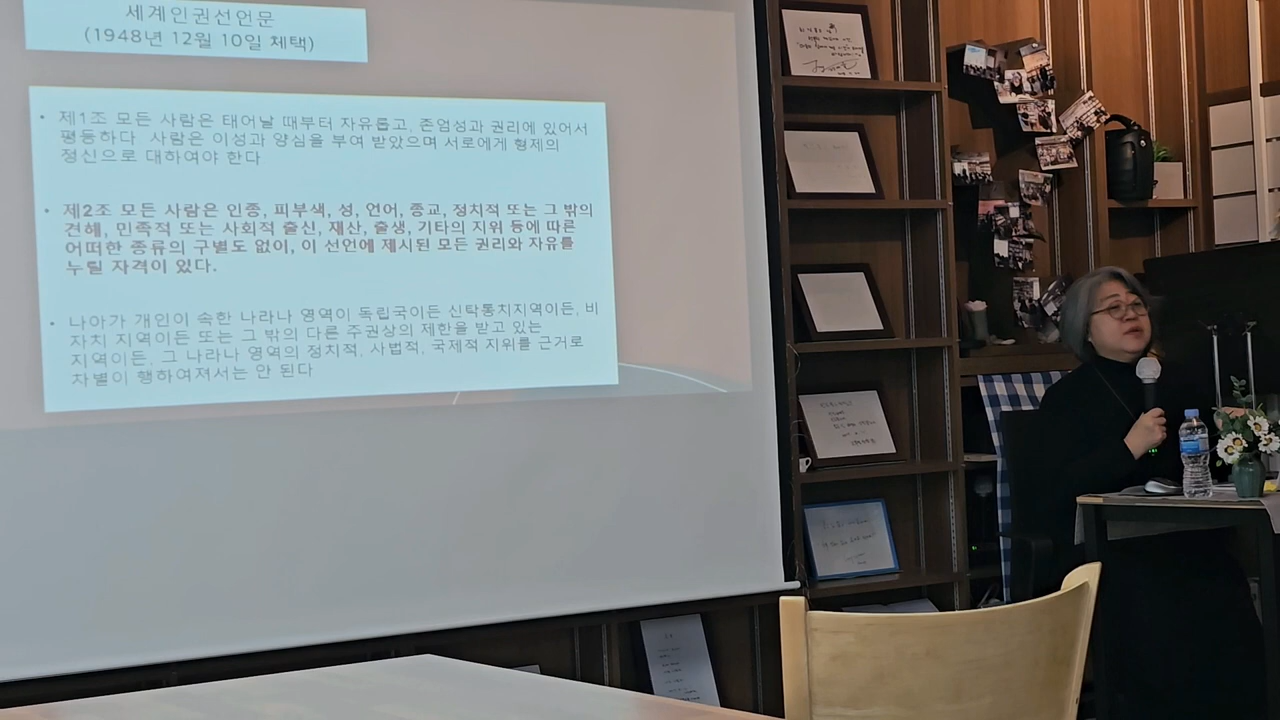 세계인권선언문
(1948년 12월 10일 채택)
• 제1조 모든 사람은 태어날 때부터 자유롭고, 존엄성과 권리에 있어서
평등하다. 사람은 이성과 양심을 부여 받았으며 서로에게 형제의
정신으로 대하여야 한다
• 제2조 모든 사람은 인종, 피부색, 성, 언어, 종교, 정치적 또는 그 밖의
견해, 민족적 또는 사회적 출신, 재산, 출생, 기타의 지위 등에 따른
어떠한 종류의 구별도 없이, 이 선언에 제시된 모든 권리와 자유를
누릴 자격이 있다.
• 나아가 개인이 속한 나라나 영역이 독립국이든 신탁통치지역이든, 비
자치 지역이든 또는 그 밖의 다른 주권상의 제한을 받고 있는
지역이든, 그 나라나 영역의 정치적, 사법적, 국제적 지위를 근거로
차별이 행하여져서는 안 된다